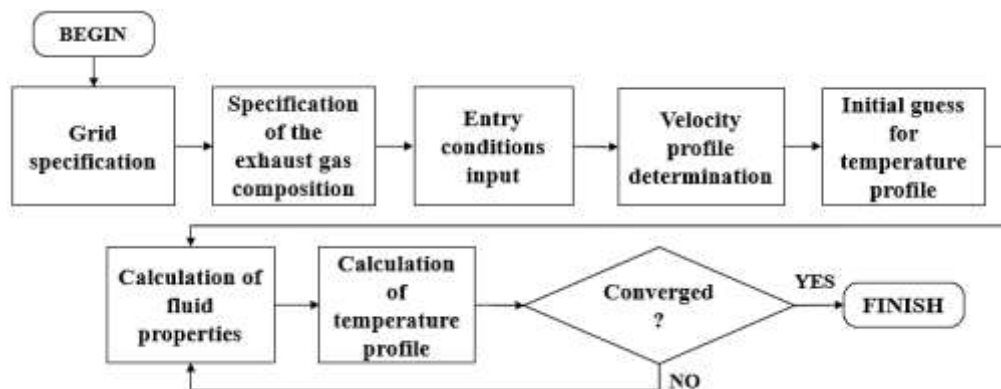 BEGIN
Grid
specification
Specification
of the
exhaust gas
composition
Entry
conditions
input
Velocity
profile
determination
Initial guess
for
temperature
profile
Calculation of
fluid
properties
Calculation
of
temperature
profile
Converged
?
YES
FINISH
NO